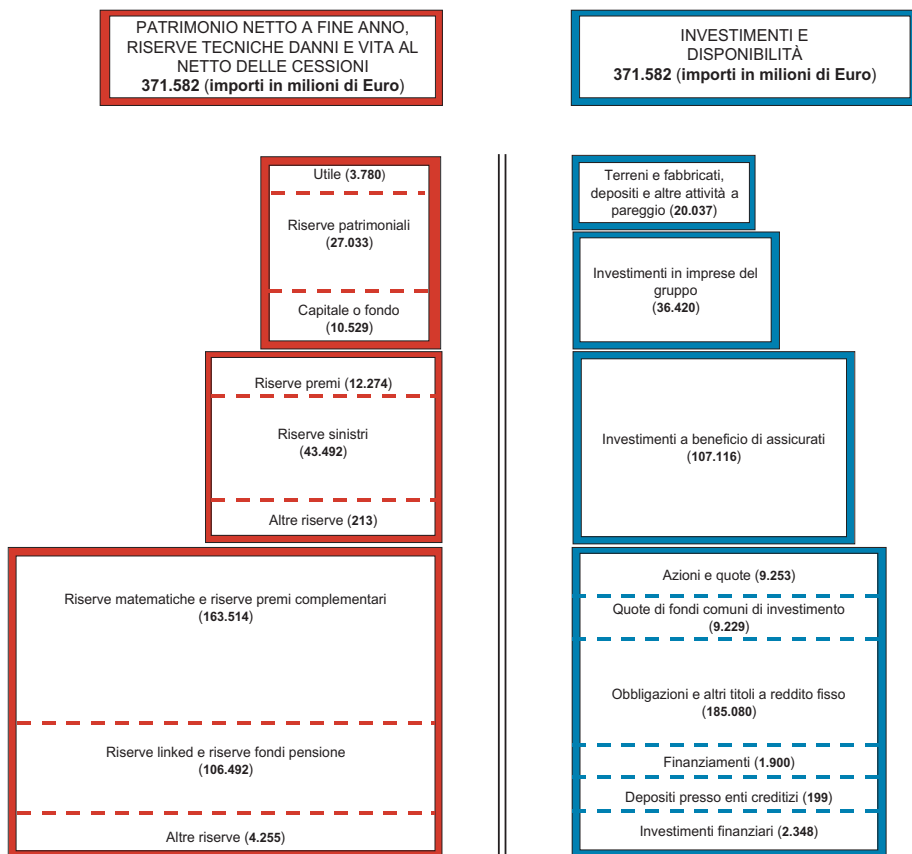 PATRIMONIO NETTO A FINE ANNO,
RISERVE TECNICHE DANNI E VITA AL
NETTO DELLE CESSIONI
371.582 (importi in milioni di Euro)
INVESTIMENTI E
DISPONIBILITÀ
371.582 (importi in milioni di Euro)
Utile (3.780)
Riserve patrimoniali
(27.033)
Capitale o fondo
(10.529)
Riserve premi (12.274)
Riserve sinistri
(43.492)
Altre riserve (213)
Riserve matematiche e riserve premi complementari
(163.514)
Riserve linked e riserve fondi pensione
(106.492)
Altre riserve (4.255)
Terreni e fabbricati,
depositi e altre attività a
pareggio (20.037)
Investimenti in imprese del
gruppo
(36.420)
Investimenti a beneficio di assicurati
(107.116)
Azioni e quote (9.253)
Quote di fondi comuni di investimento
(9.229)
Obbligazioni e altri titoli a reddito fisso
(185.080)
Finanziamenti (1.900)
Depositi presso enti creditizi (199)
Investimenti finanziari (2.348)